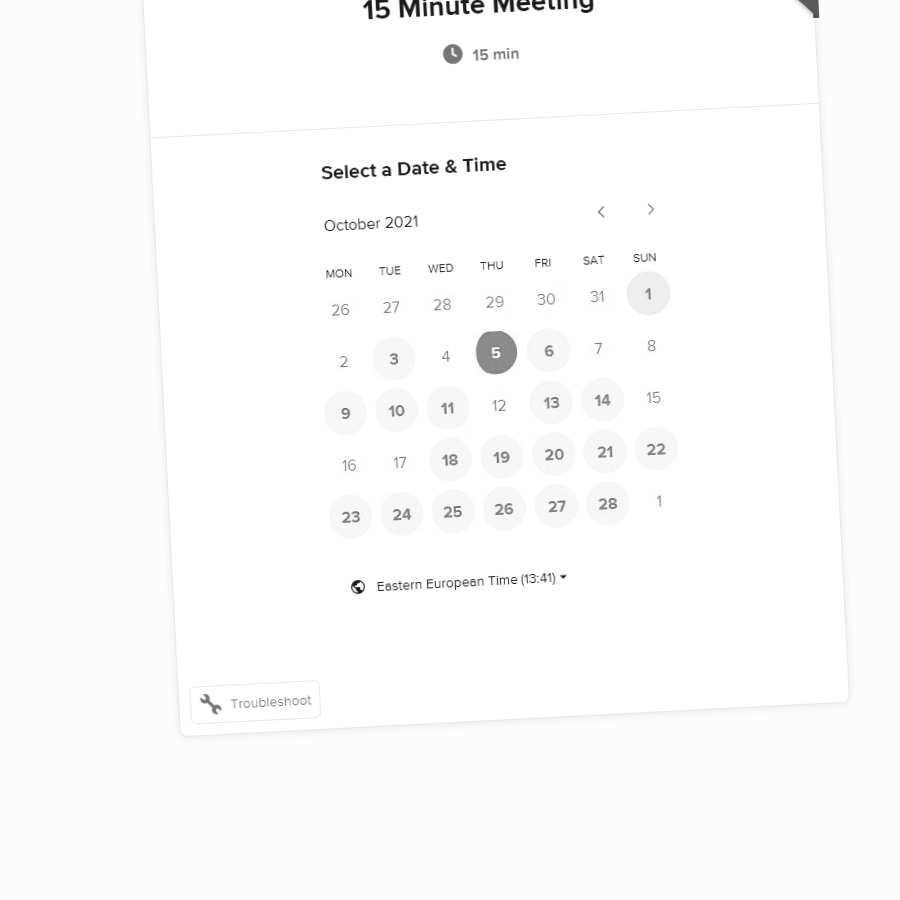 15 Minute Meeting
15 min
Select a Date & Time
October 2021
MON TUE WED THU FRI SAT SUN
26 27 28 29 30 31 1
2 3 4 5 6 7 8
9 10 11 12 13 14 15
16 17 18 19 20 21 22
23 24 25 26 27 28 1
Eastern European Time (13:41)
Troubleshoot